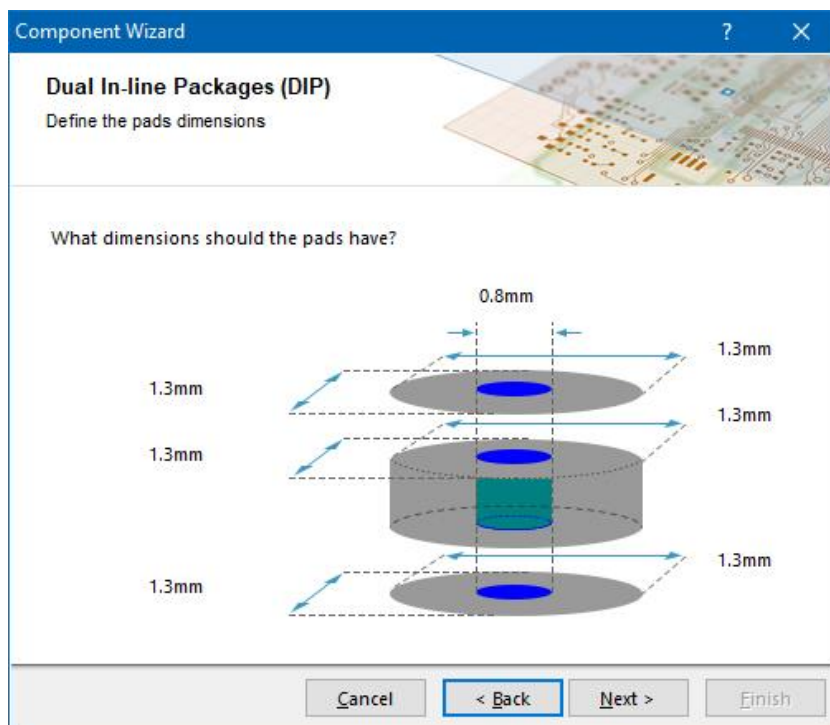 Component Wizard
?
Dual In-line Packages (DIP)
Define the pads dimensions
What dimensions should the pads have?
0.8mm
1.3mm
1.3mm
1.3mm
1.3mm
1.3mm
1.3mm
Cancel
< Back
Next >
Finish